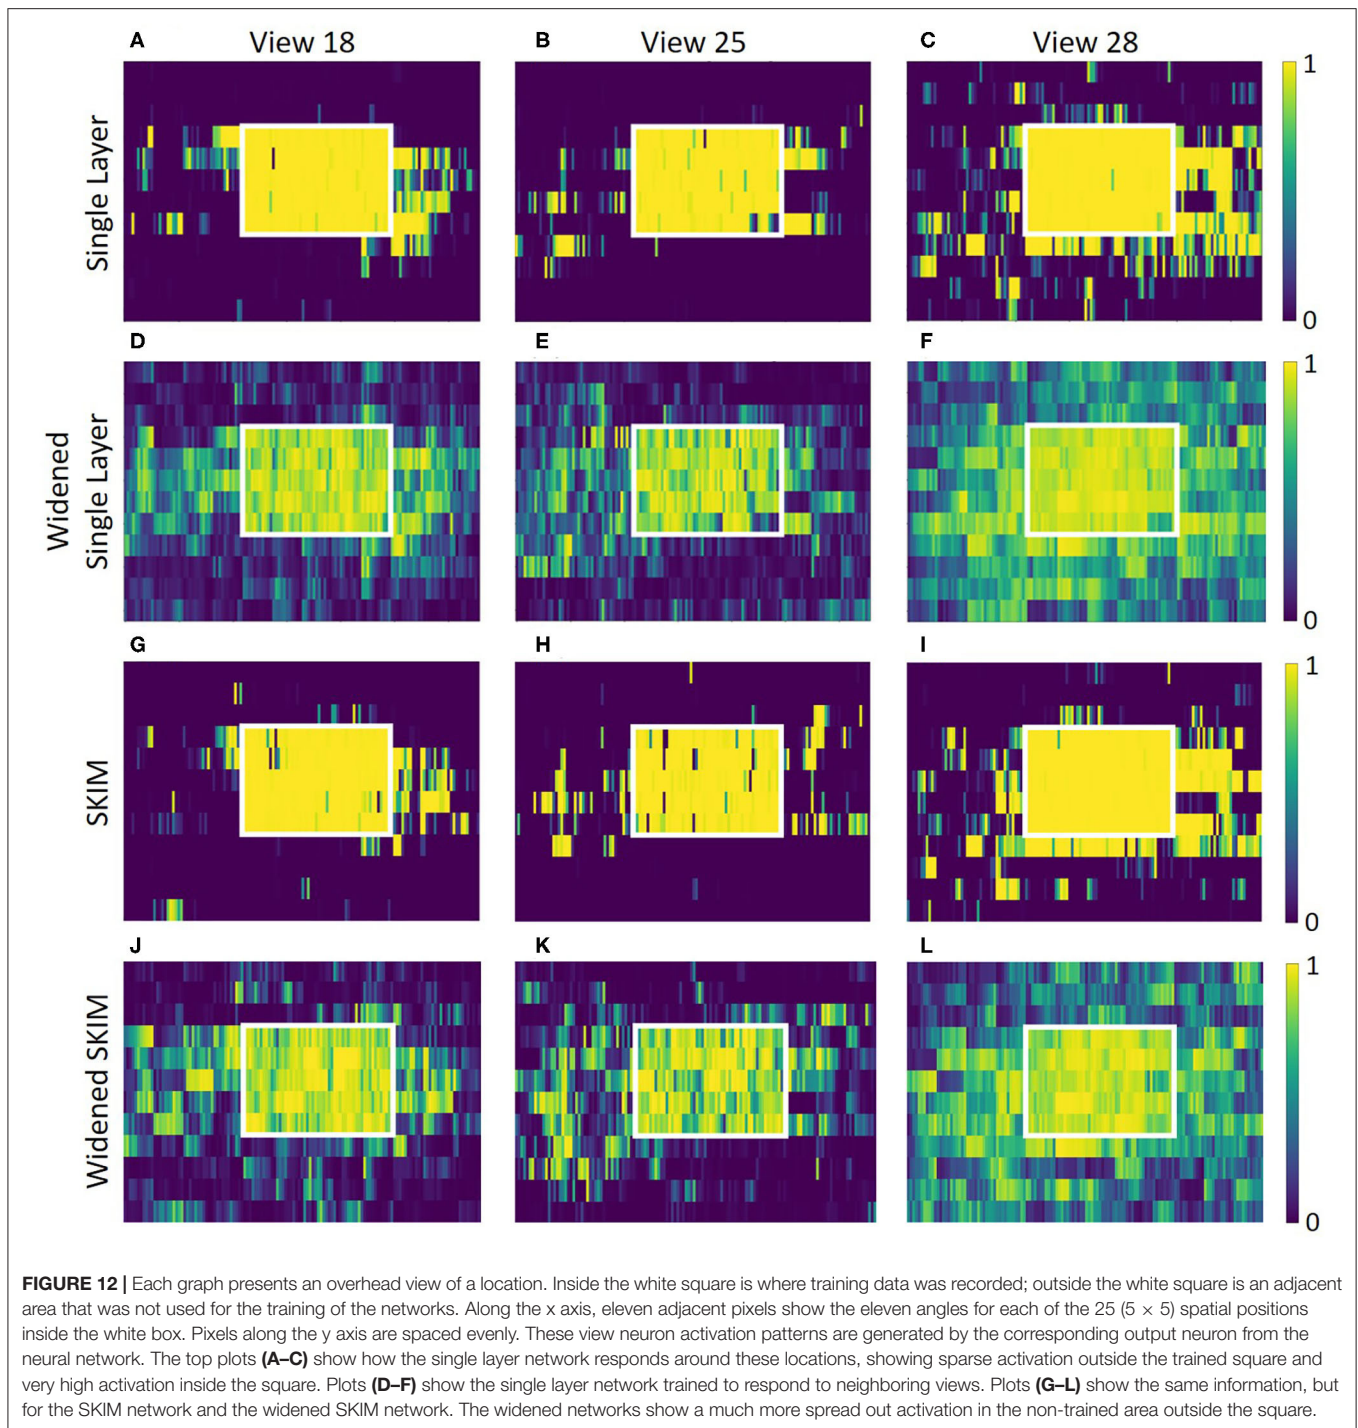 A View 18 B View 25 C View 28
Single Layer
1
0
D E F
Widened
Single Layer
1
0
G H I
SKIM
1
0
J K L
Widened SKIM
1
0
FIGURE 12 | Each graph presents an overhead view of a location. Inside the white square is where training data was recorded; outside the white square is an adjacent
area that was not used for the training of the networks. Along the x axis, eleven adjacent pixels show the eleven angles for each of the 25 (5 × 5) spatial positions
inside the white box. Pixels along the y axis are spaced evenly. These view neuron activation patterns are generated by the corresponding output neuron from the
neural network. The top plots (A–C) show how the single layer network responds around these locations, showing sparse activation outside the trained square and
very high activation inside the square. Plots (D–F) show the single layer network trained to respond to neighboring views. Plots (G–L) show the same information, but
for the SKIM network and the widened SKIM network. The widened networks show a much more spread out activation in the non-trained area outside the square.